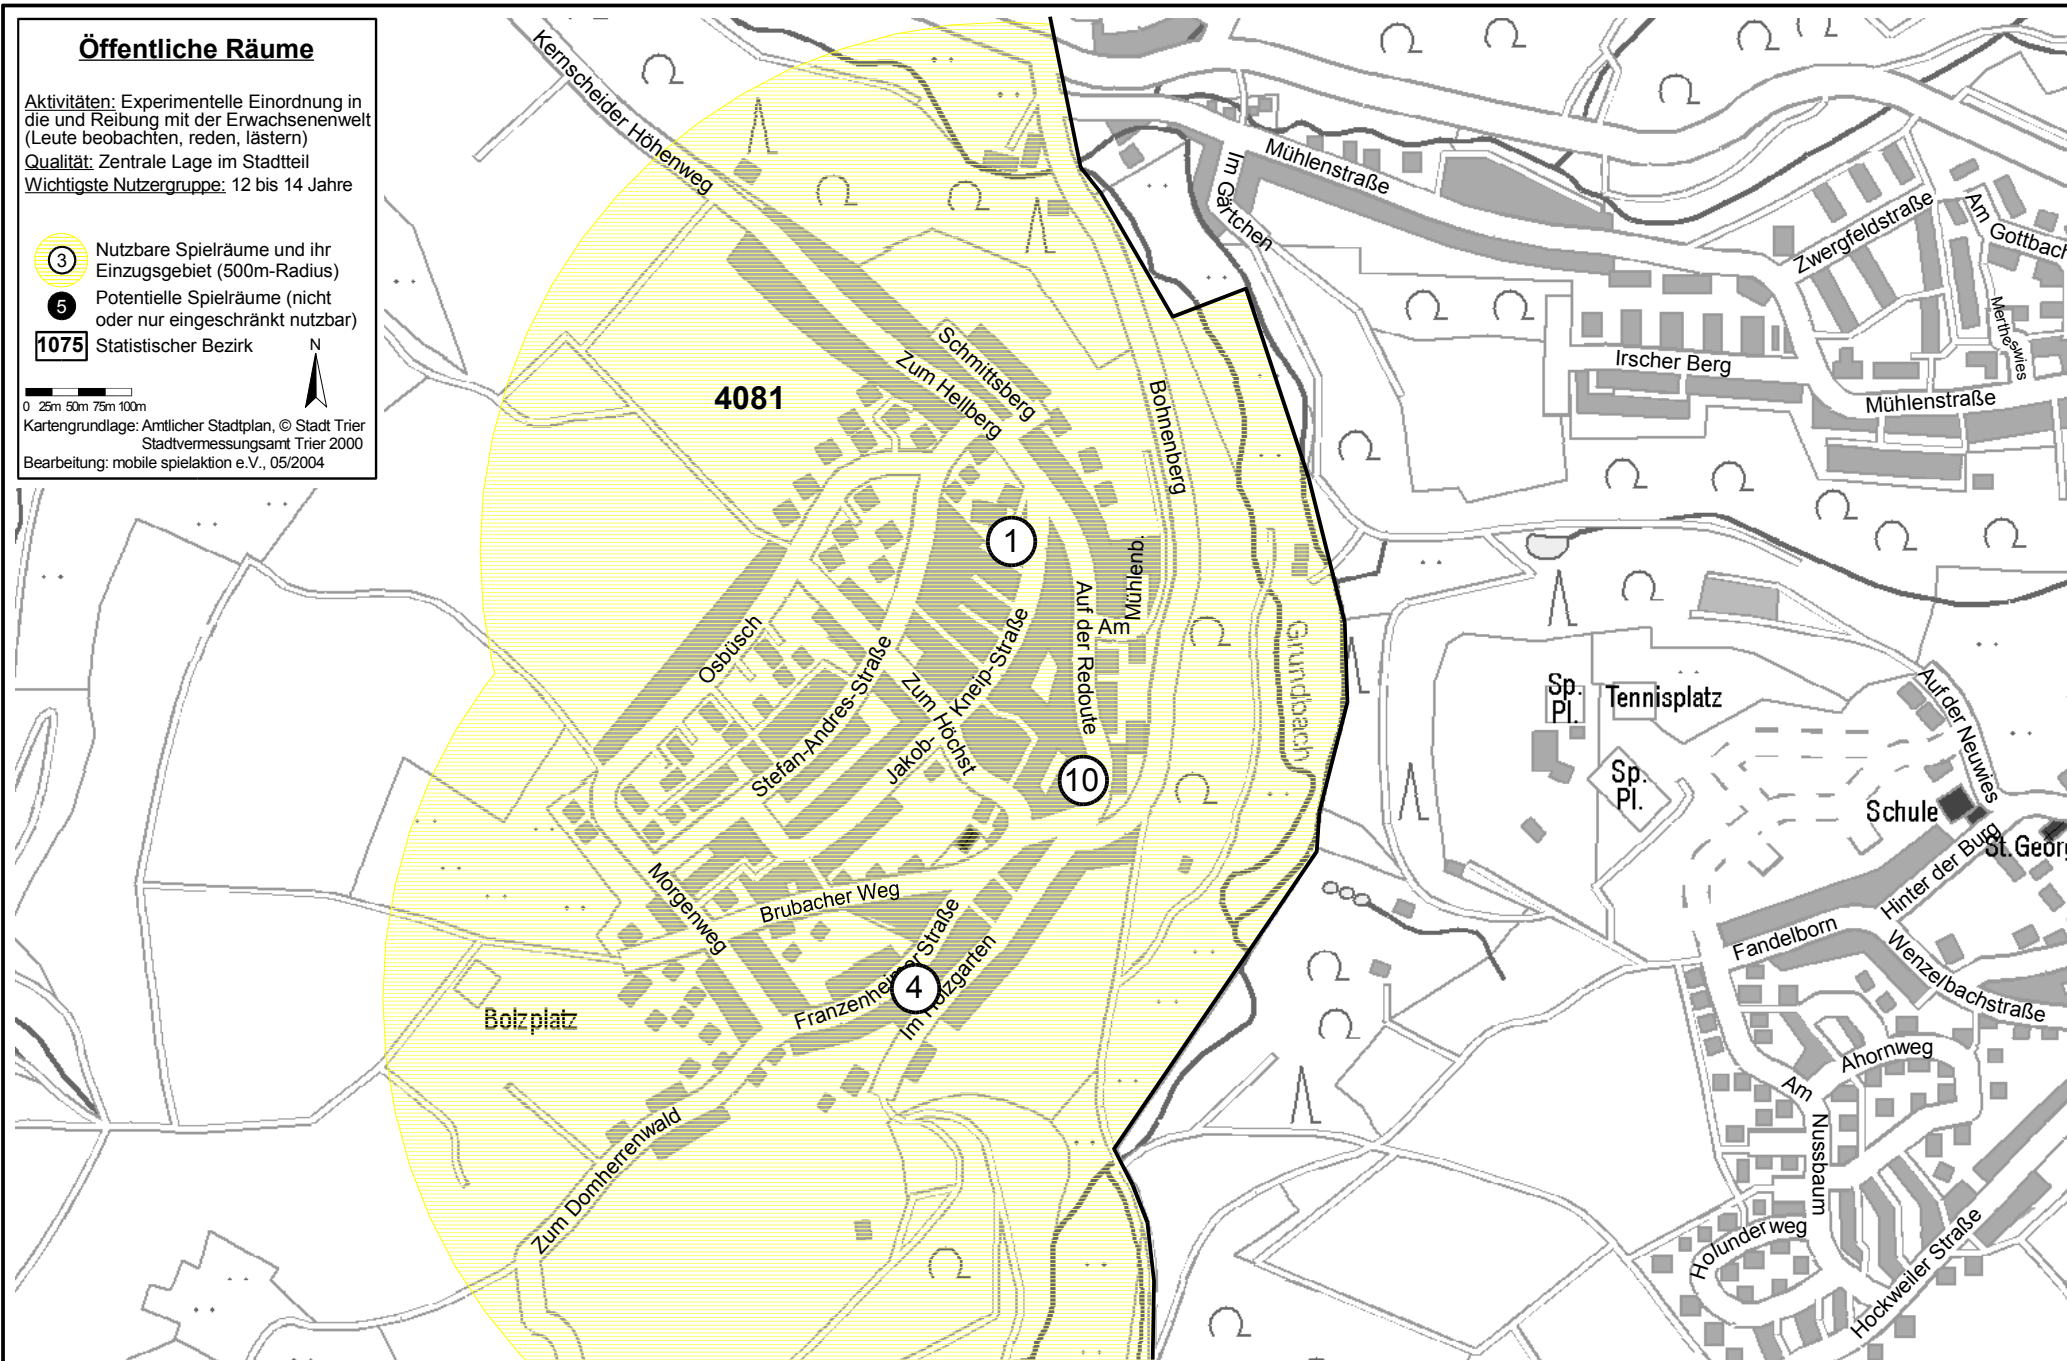 Öffentliche Räume
Aktivitäten: Experimentelle Einordnung in
die und Reibung mit der Erwachsenenwelt
(Leute beobachten, reden, lästern)
Qualität: Zentrale Lage im Stadtteil
Wichtigste Nutzergruppe: 12 bis 14 Jahre
3 Nutzbare Spielräume und ihr
Einzugsgebiet (500m-Radius)
5 Potentielle Spielräume (nicht
oder nur eingeschränkt nutzbar)
1075 Statistischer Bezirk
N
0 25m 50m 75m 100m
Kartengrundlage: Amtlicher Stadtplan, © Stadt Trier
Stadtvermessungsamt Trier 2000
Bearbeitung: mobile spielaktion e.V., 05/2004
Kernscheider Höhenweg
Im Gärtchen
Mühlenstraße
Zwergfeldstraße
Am
Gottbach
Mertheswies
Irscher Berg
Mühlenstraße
Schmittsberg
Zum Hellberg
4081
Bohnenberg
1
Am
Mühlenb.
Auf der Redoute
Grundbach
Osbüsch
Stefan-Andres-Straße
Zum Höchst
Jakob-Kneip-Straße
10
Sp.
Pl.
Tennisplatz
Sp.
Pl.
Auf der Neuwies
Schule
St.Georg
Hinter der Burg
Fandelborn
Wenzelbachstraße
Morgenweg
Brubacher Weg
Franzenheimer Straße
4
Im Holzgarten
Bolzplatz
Zum Domherrenwald
Ahornweg
Am
Nussbaum
Holunderweg
Hockweiler Straße